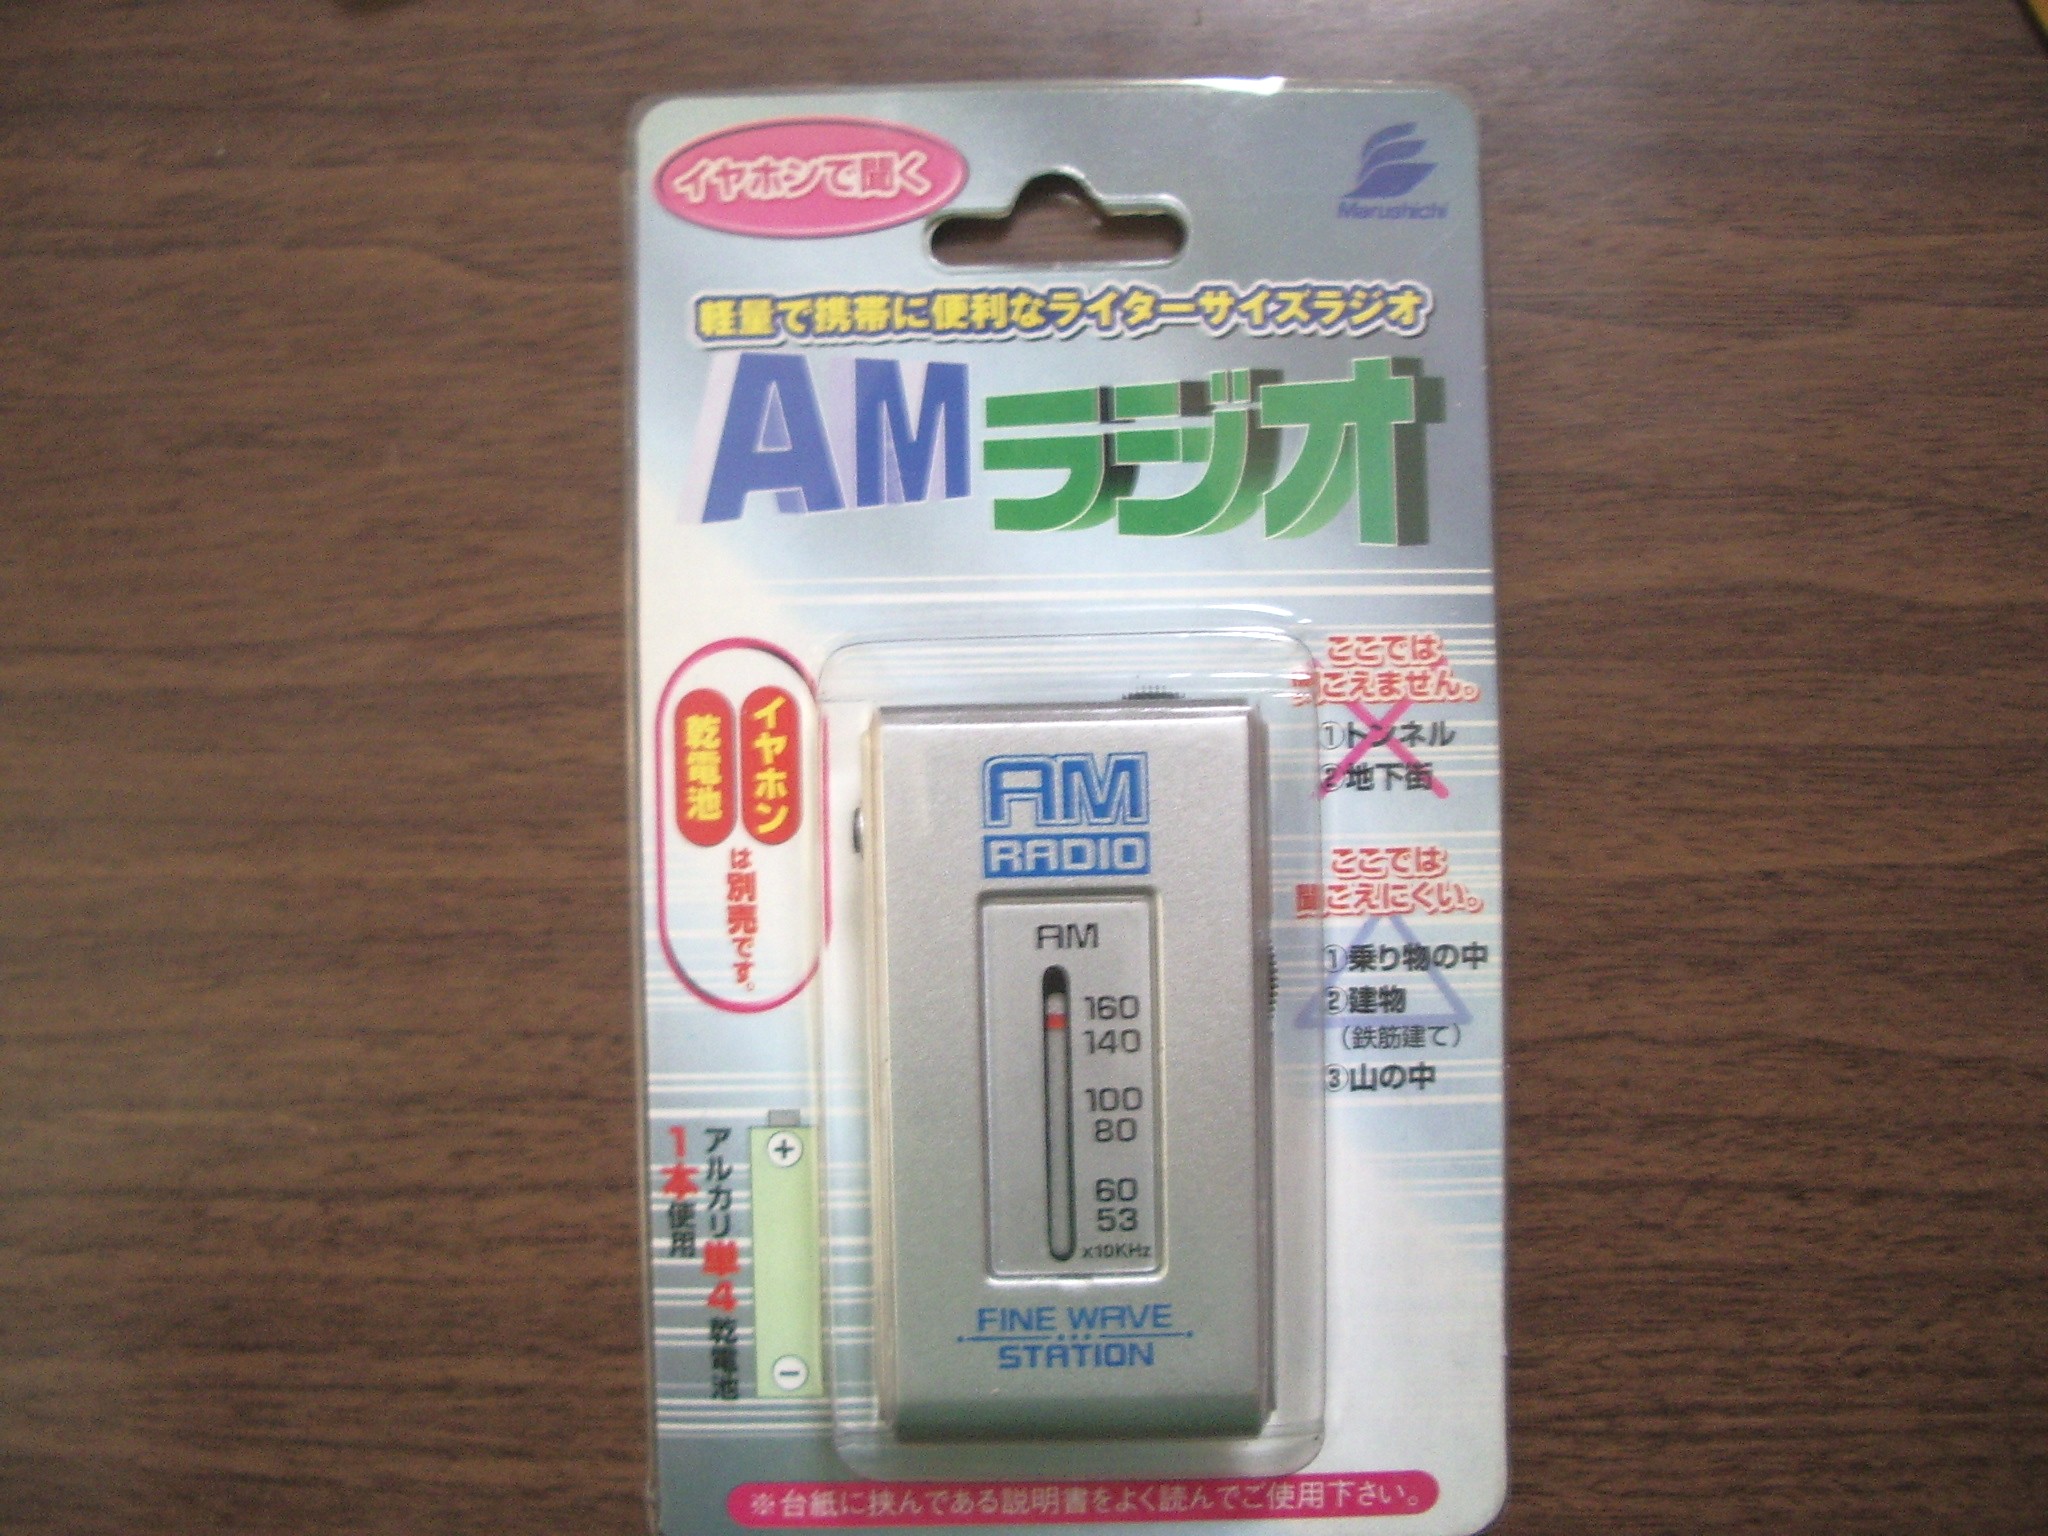 イヤホンで聞く
Marushichi
軽量で携帯に便利なライターサイズラジオ
AMラジオ
イヤホン
乾電池
は別売です。
ここでは
聞こえません。
①トンネル
②地下街
ここでは
聞こえにくい。
①乗り物の中
②建物
(鉄筋建て)
③山の中
AM
RADIO
AM
160
140
100
80
60
53
x10KHz
FINE WAVE
STATION
+
アルカリ単4乾電池
1本使用
−
※台紙に挟んである説明書をよく読んでご使用下さい。